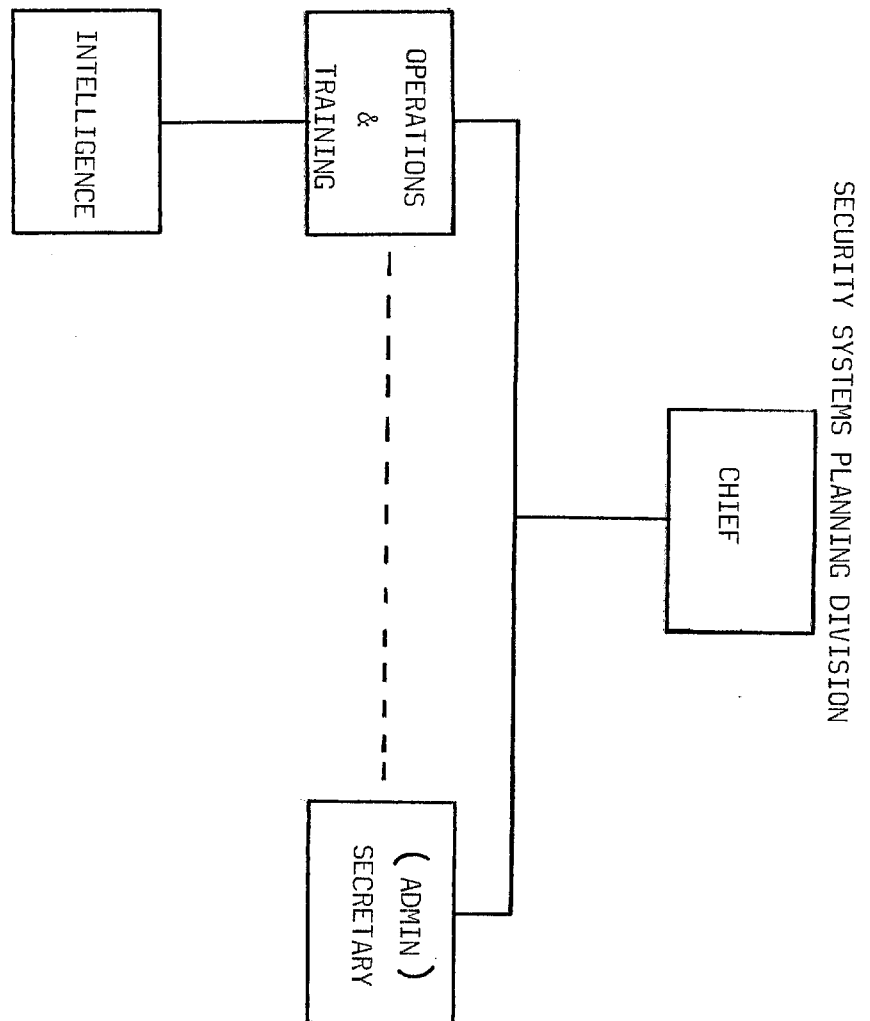 SECURITY SYSTEMS PLANNING DIVISION
CHIEF
OPERATIONS
&
TRAINING
(ADMIN)
SECRETARY
INTELLIGENCE